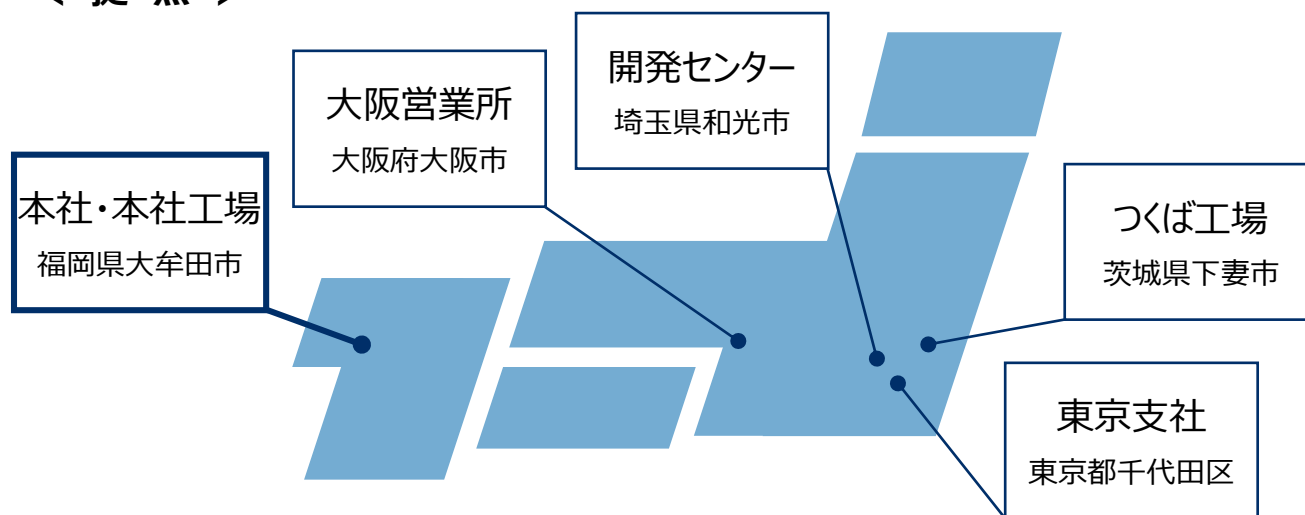 〈 拠 点 〉
開発センター
埼玉県和光市
大阪営業所
大阪府大阪市
本社・本社工場
福岡県大牟田市
つくば工場
茨城県下妻市
東京支社
東京都千代田区